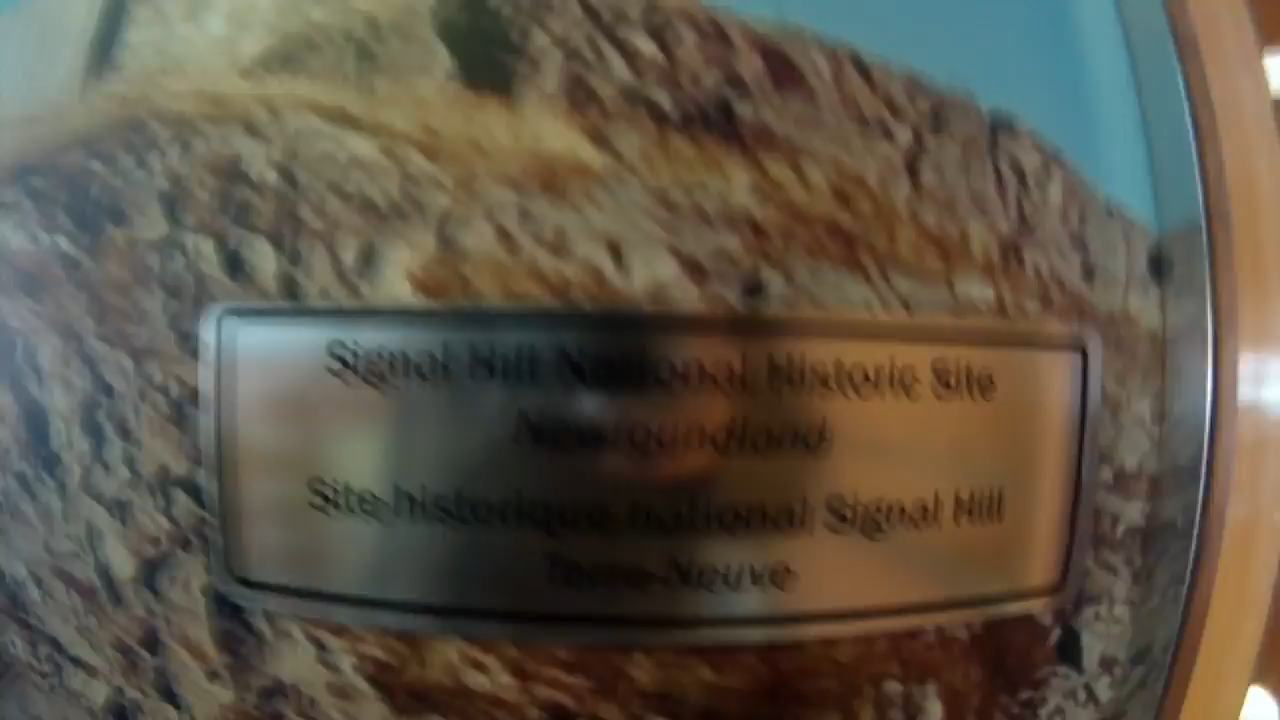 Signal Hill National Historic Site
Newfoundland
Site historique national Signal Hill
Terre-Neuve